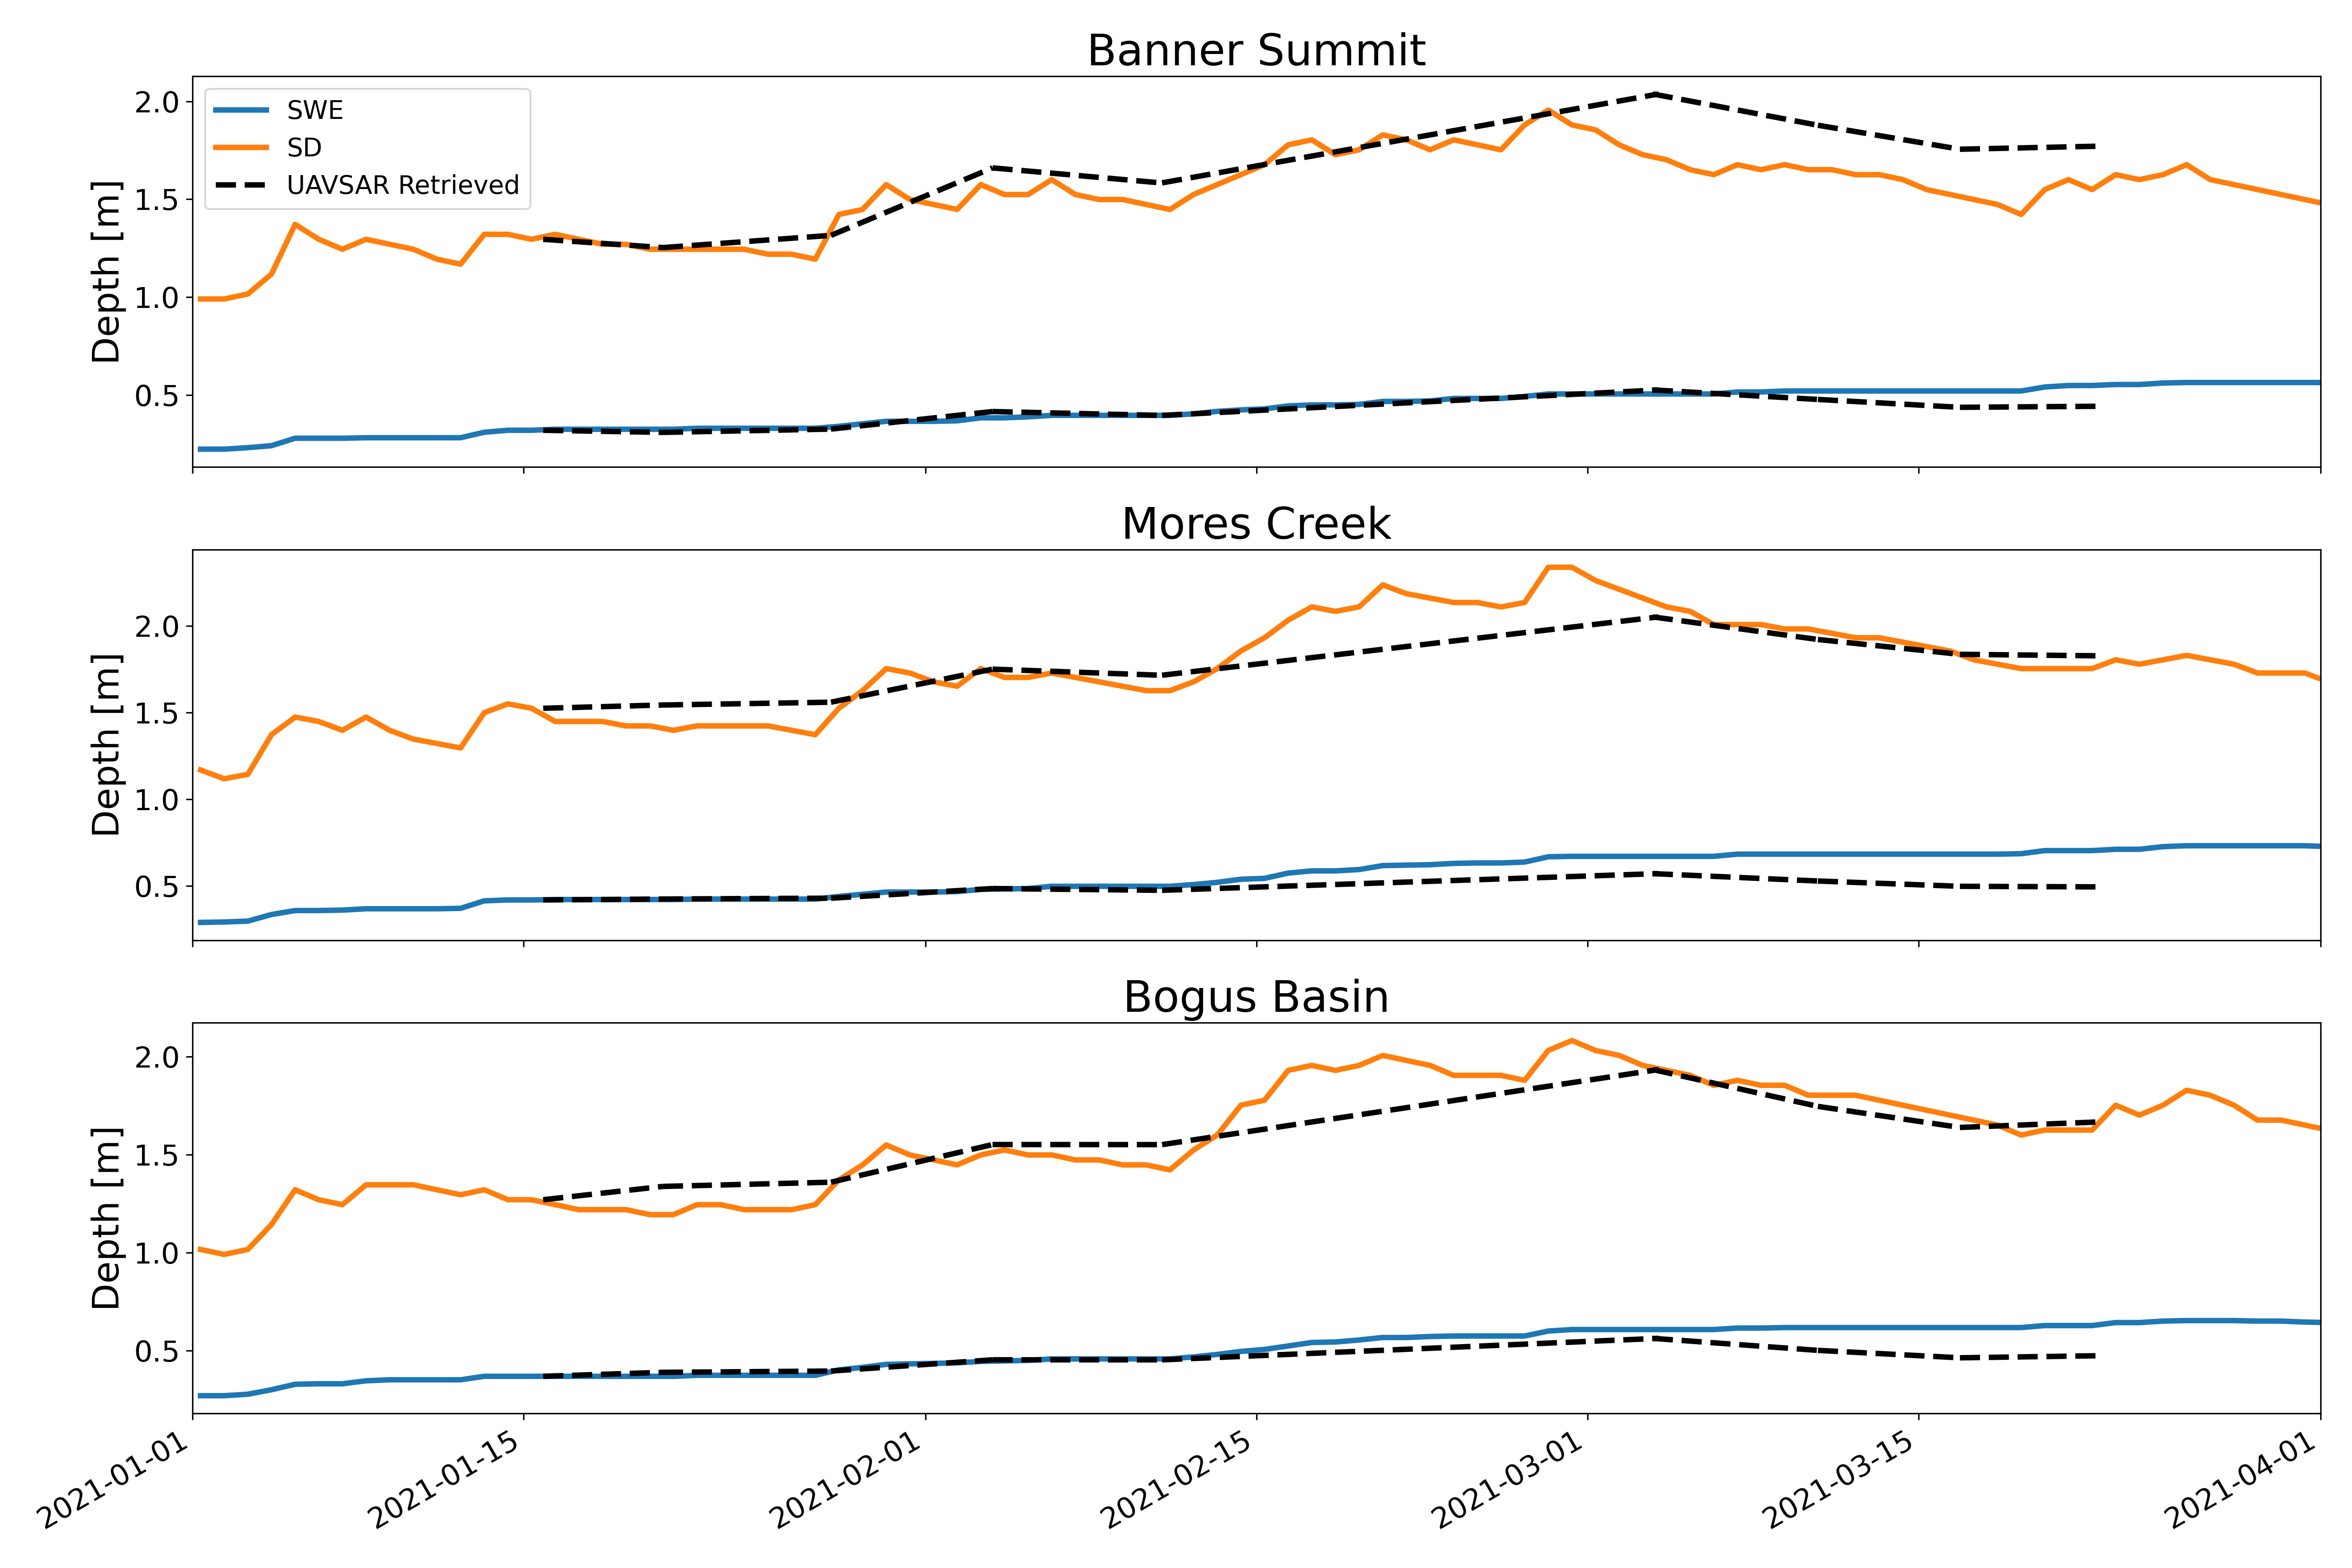 Banner Summit
SWE
SD
UAVSAR Retrieved
Depth [m]
2.0
1.5
1.0
0.5
Mores Creek
Depth [m]
2.0
1.5
1.0
0.5
Bogus Basin
Depth [m]
2.0
1.5
1.0
0.5
2021-01-01
2021-01-15
2021-02-01
2021-02-15
2021-03-01
2021-03-15
2021-04-01